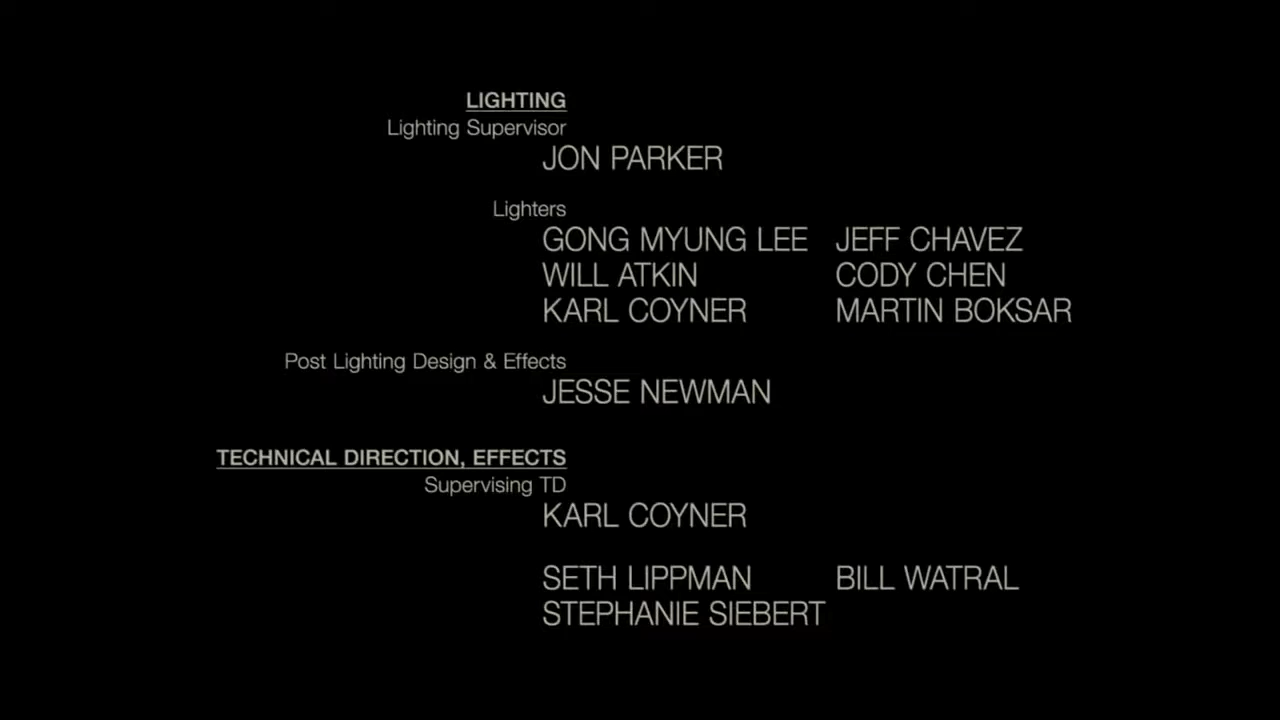 LIGHTING
Lighting Supervisor
JON PARKER
Lighters
GONG MYUNG LEE JEFF CHAVEZ
WILL ATKIN CODY CHEN
KARL COYNER MARTIN BOKSAR
Post Lighting Design & Effects
JESSE NEWMAN
TECHNICAL DIRECTION, EFFECTS
Supervising TD
KARL COYNER
SETH LIPPMAN BILL WATRAL
STEPHANIE SIEBERT